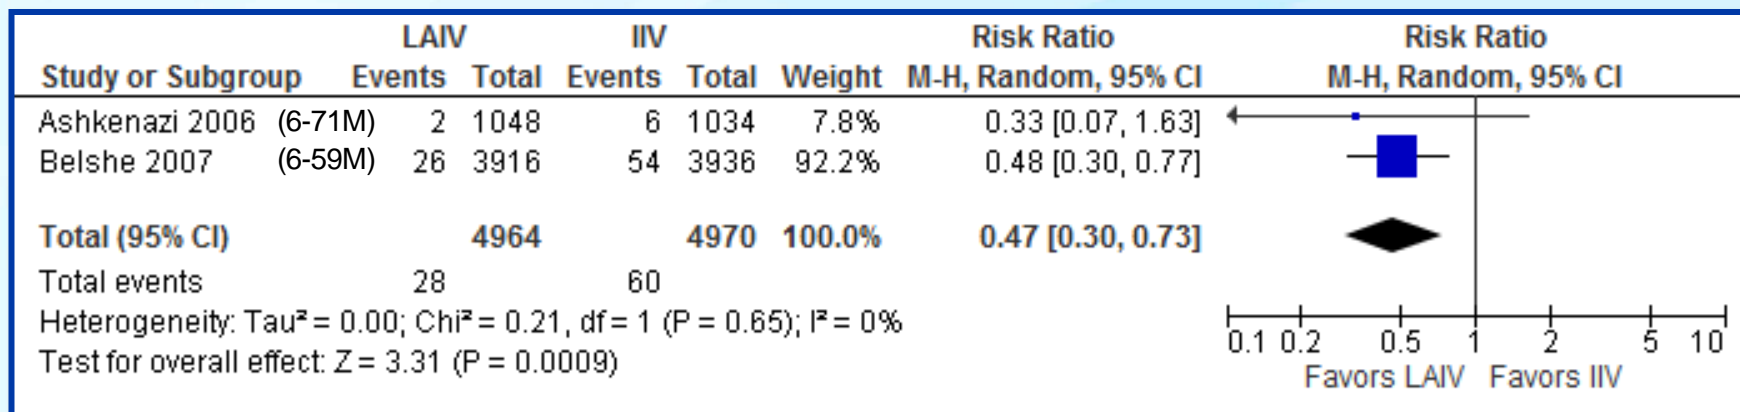 LAIV IIV Risk Ratio Risk Ratio
Study or Subgroup Events Total Events Total Weight M-H, Random, 95% CI M-H, Random, 95% CI
Ashkenazi 2006 (6-71M) 2 1048 6 1034 7.8% 0.33 [0.07, 1.63]
Belshe 2007 (6-59M) 26 3916 54 3936 92.2% 0.48 [0.30, 0.77]
Total (95% CI) 4964 4970 100.0% 0.47 [0.30, 0.73]
Total events 28 60
Heterogeneity: Tau² = 0.00; Chi² = 0.21, df = 1 (P = 0.65); I² = 0%
Test for overall effect: Z = 3.31 (P = 0.0009)
0.1 0.2 0.5 1 2 5 10
Favors LAIV Favors IIV